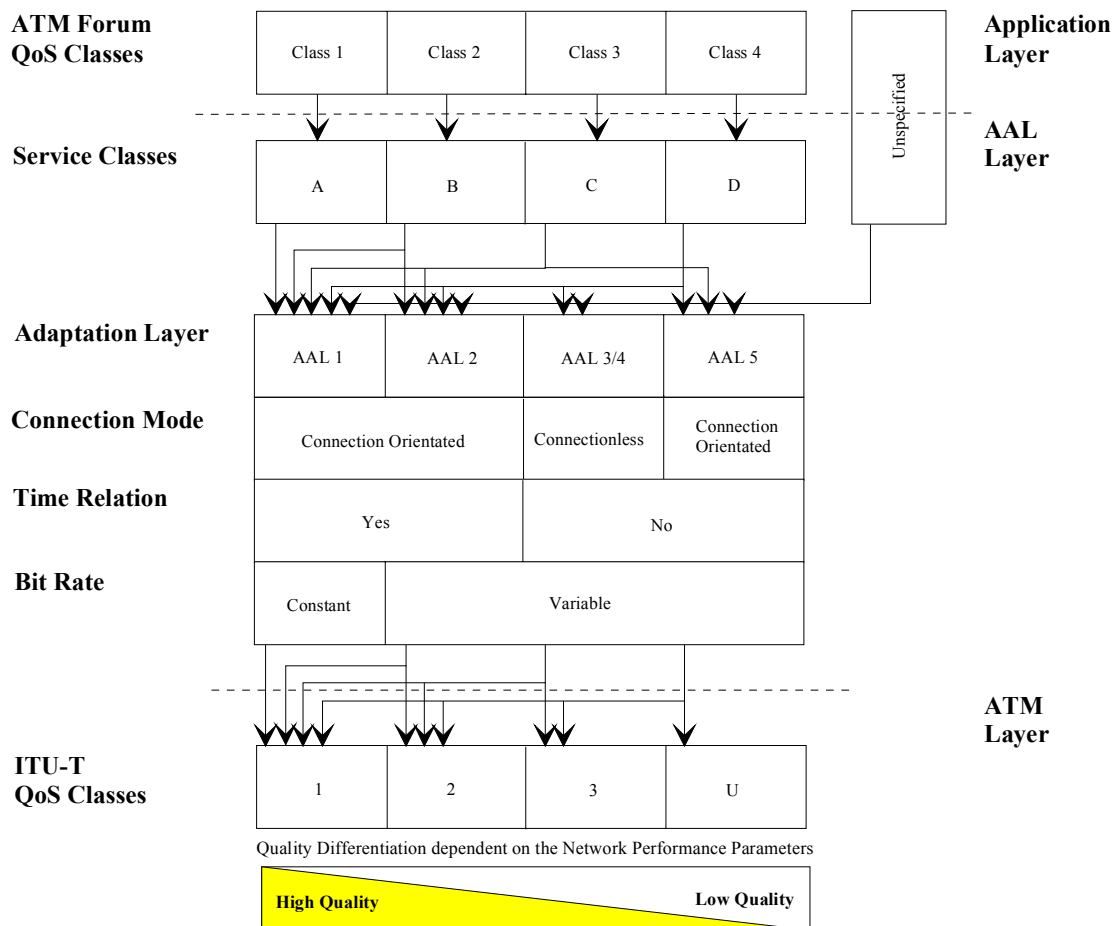 ATM Forum
QoS Classes
Class 1
Class 2
Class 3
Class 4
Unspecified
Application
Layer
AAL
Layer
Service Classes
A
B
C
D
Adaptation Layer
AAL 1
AAL 2
AAL 3/4
AAL 5
Connection Mode
Connection Orientated
Connectionless
Connection
Orientated
Time Relation
Yes
No
Bit Rate
Constant
Variable
ATM
Layer
ITU-T
QoS Classes
1
2
3
U
Quality Differentiation dependent on the Network Performance Parameters
High Quality
Low Quality